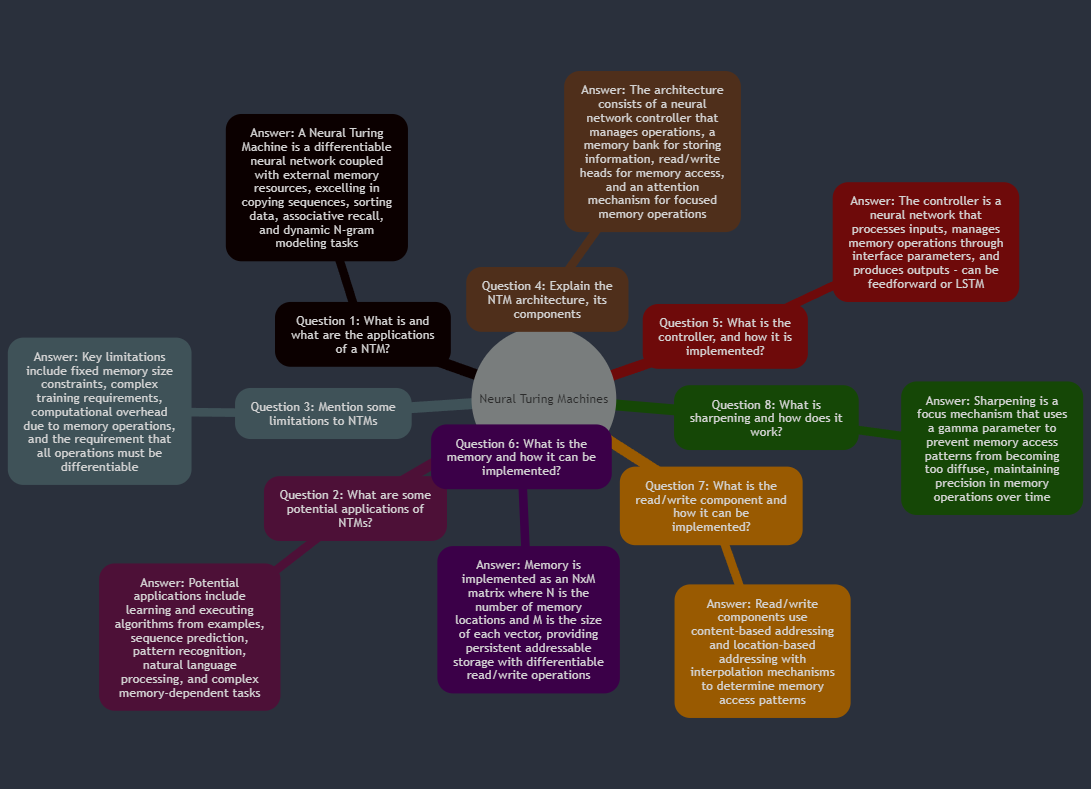 Neural Turing Machines
Question 1: What is and
what are the applications
of a NTM?
Answer: A Neural Turing
Machine is a differentiable
neural network coupled
with external memory
resources, excelling in
copying sequences, sorting
data, associative recall,
and dynamic N-gram
modeling tasks
Question 2: What are some
potential applications of
NTMs?
Answer: Potential
applications include
learning and executing
algorithms from examples,
sequence prediction,
pattern recognition,
natural language
processing, and complex
memory-dependent tasks
Question 3: Mention some
limitations to NTMs
Answer: Key limitations
include fixed memory size
constraints, complex
training requirements,
computational overhead
due to memory operations,
and the requirement that
all operations must be
differentiable
Question 4: Explain the
NTM architecture, its
components
Answer: The architecture
consists of a neural
network controller that
manages operations, a
memory bank for storing
information, read/write
heads for memory access,
and an attention
mechanism for focused
memory operations
Question 5: What is the
controller, and how it is
implemented?
Answer: The controller is a
neural network that
processes inputs, manages
memory operations through
interface parameters, and
produces outputs - can be
feedforward or LSTM
Question 6: What is the
memory and how it can be
implemented?
Answer: Memory is
implemented as an NxM
matrix where N is the
number of memory
locations and M is the size
of each vector, providing
persistent addressable
storage with differentiable
read/write operations
Question 7: What is the
read/write component and
how it can be
implemented?
Answer: Read/write
components use
content-based addressing
and location-based
addressing with
interpolation mechanisms
to determine memory
access patterns
Question 8: What is
sharpening and how does it
work?
Answer: Sharpening is a
focus mechanism that uses
a gamma parameter to
prevent memory access
patterns from becoming
too diffuse, maintaining
precision in memory
operations over time